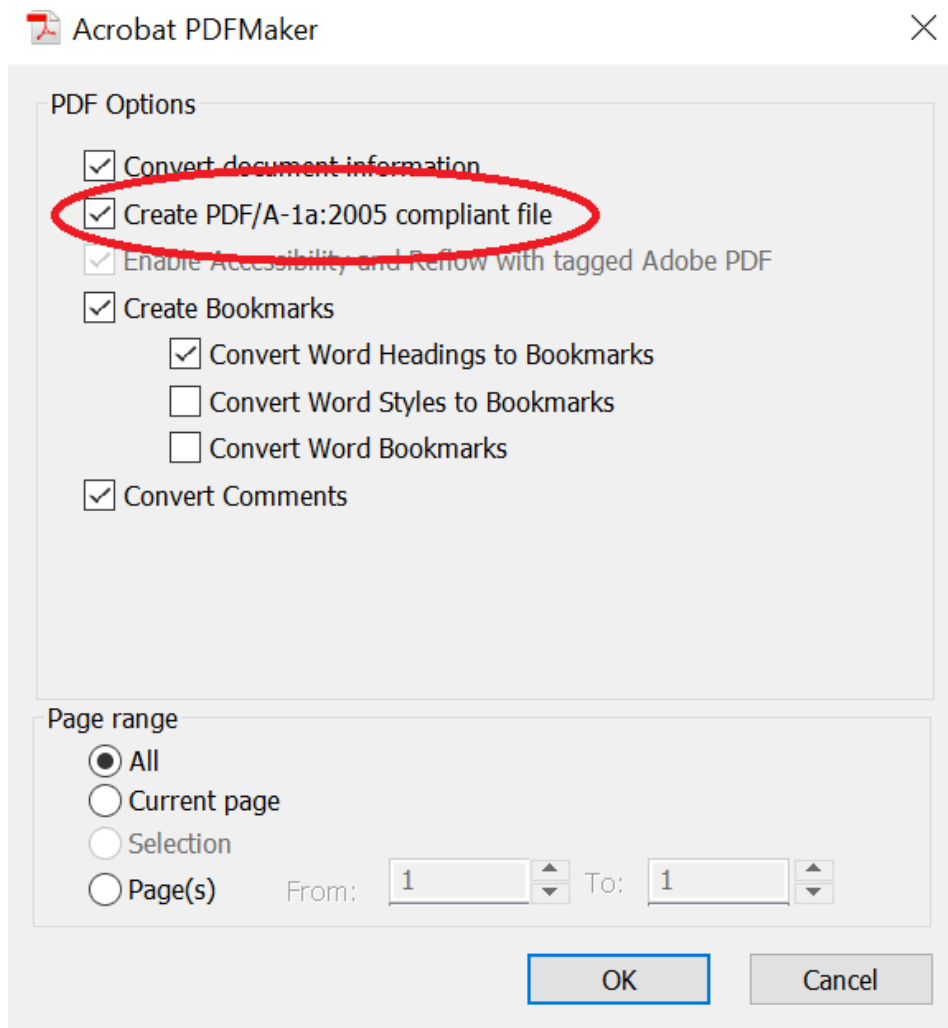 Acrobat PDFMaker
PDF Options
Convert document information
Create PDF/A-1a:2005 compliant file
Enable Accessibility and Reflow with tagged Adobe PDF
Create Bookmarks
Convert Word Headings to Bookmarks
Convert Word Styles to Bookmarks
Convert Word Bookmarks
Convert Comments
Page range
All
Current page
Selection
Page(s) From: 1 To: 1
OK Cancel